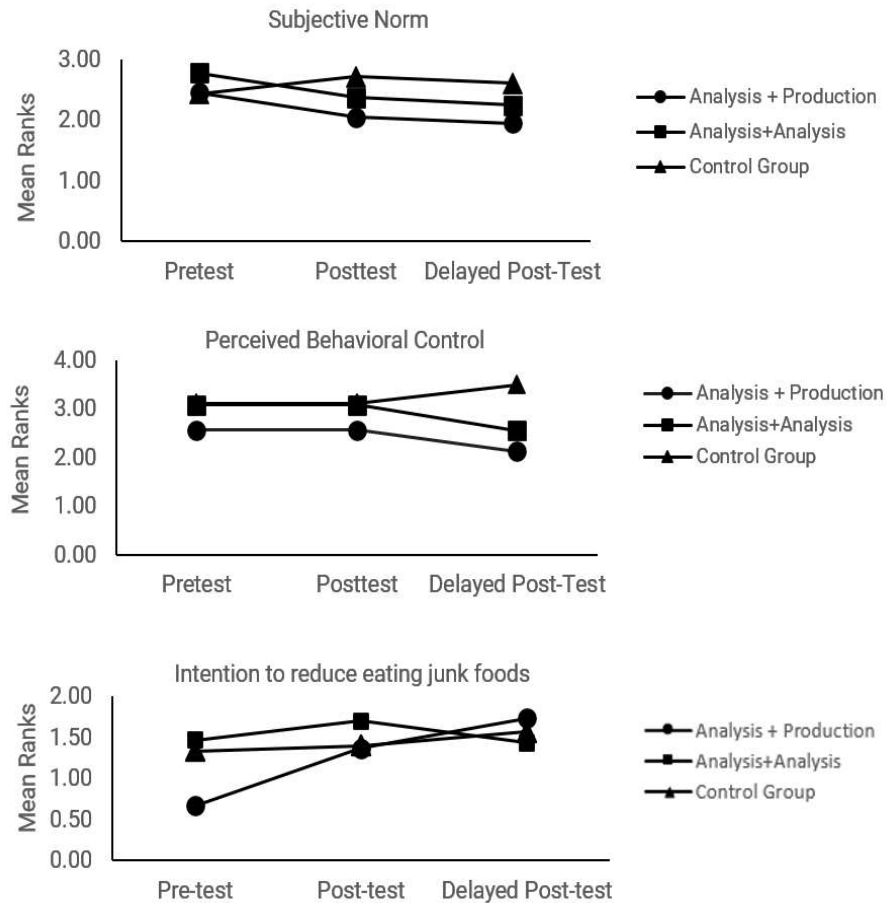 Subjective Norm
Mean Ranks
3.00
2.00
1.00
0.00
Pretest
Posttest
Delayed Post-Test
Analysis + Production
Analysis+Analysis
Control Group
Perceived Behavioral Control
Mean Ranks
4.00
3.00
2.00
1.00
0.00
Pretest
Posttest
Delayed Post-Test
Analysis + Production
Analysis+Analysis
Control Group
Intention to reduce eating junk foods
Mean Ranks
2.00
1.50
1.00
0.50
0.00
Pre-test
Post-test
Delayed Post-test
Analysis + Production
Analysis+Analysis
Control Group